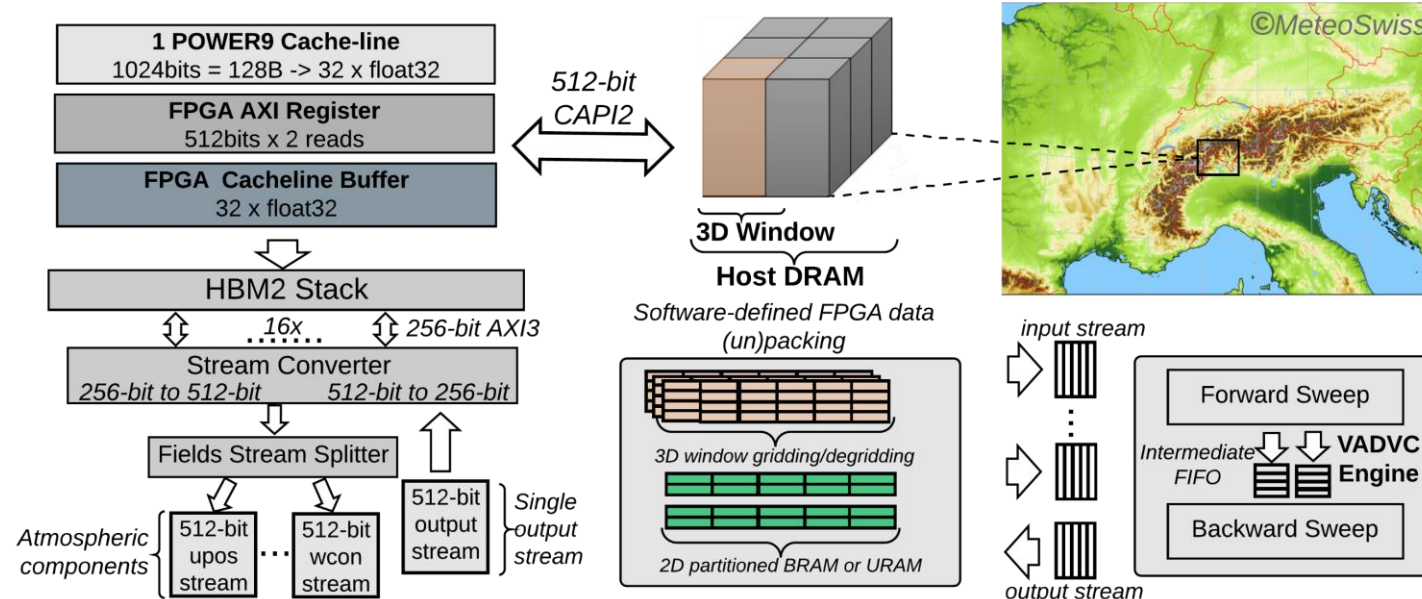 1 POWER9 Cache-line
1024bits = 128B -> 32 x float32
FPGA AXI Register
512bits x 2 reads
FPGA Cacheline Buffer
32 x float32
HBM2 Stack
16x
256-bit AXI3
Stream Converter
256-bit to 512-bit
512-bit to 256-bit
Fields Stream Splitter
Atmospheric
components
512-bit
upos
stream
512-bit
wcon
stream
512-bit
output
stream
Single
output
stream
512-bit
CAPI2
3D Window
Host DRAM
Software-defined FPGA data
(un)packing
3D window gridding/degridding
2D partitioned BRAM or URAM
©MeteoSwiss
input stream
output stream
Forward Sweep
Intermediate
FIFO
VADVC
Engine
Backward Sweep